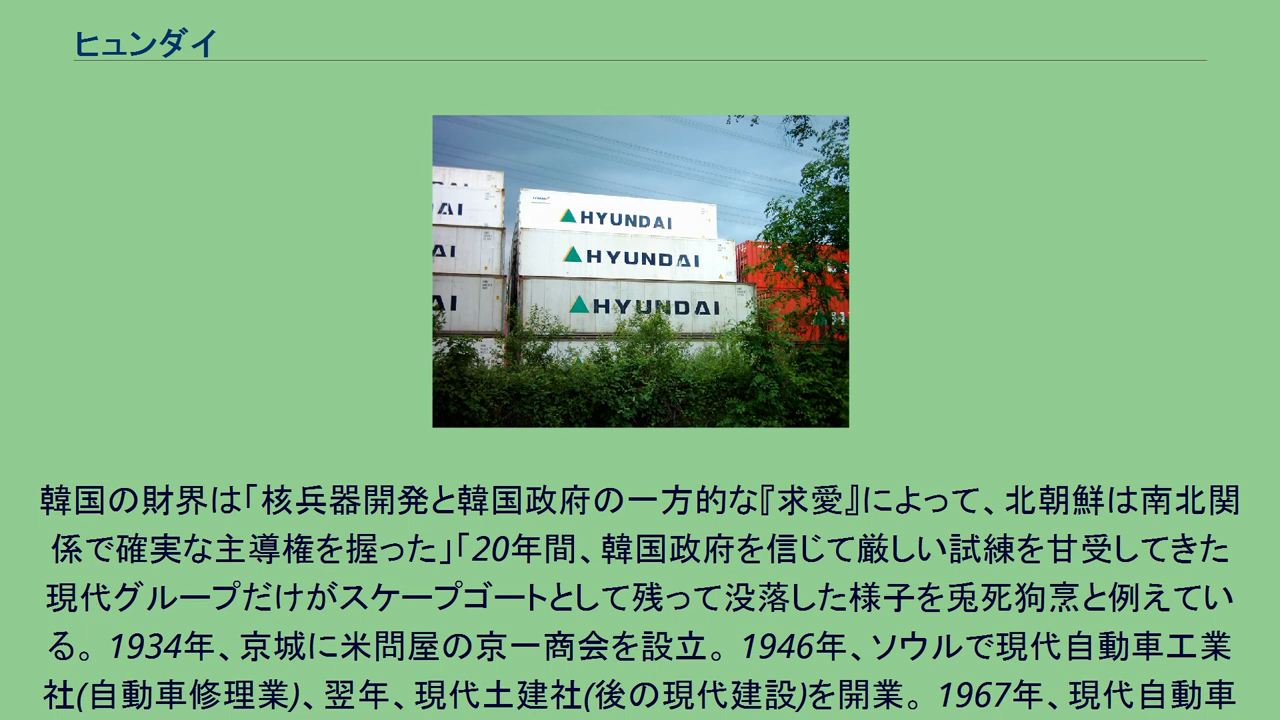 ヒュンダイ
HYUNDAI
AI
HYUNDAI
AI
HYUNDAI
AI
韓国の財界は「核兵器開発と韓国政府の一方的な『求愛』によって、北朝鮮は南北関
係で確実な主導権を握った」「20年間、韓国政府を信じて厳しい試練を甘受してきた
現代グループだけがスケープゴートとして残って没落した様子を兎死狗烹と例えてい
る。1934年、京城に米問屋の京一商会を設立。1946年、ソウルで現代自動車工業
社(自動車修理業)、翌年、現代土建社(後の現代建設)を開業。1967年、現代自動車